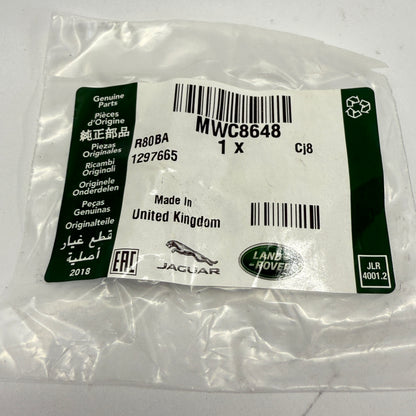 Genuine
Parts
Pièces
d'Origine
純正部品
Piezas
Originales
Ricambi
Originali
Originele
Onderdelen
Peças
Genuínas
Originalteile
قطع غيار
أصلية
2018
MWC8648
1 x
Cj8
R80BA
1297665
Made In
United Kingdom
EAC
JAGUAR
LAND-
-ROVER
JLR
4001.2